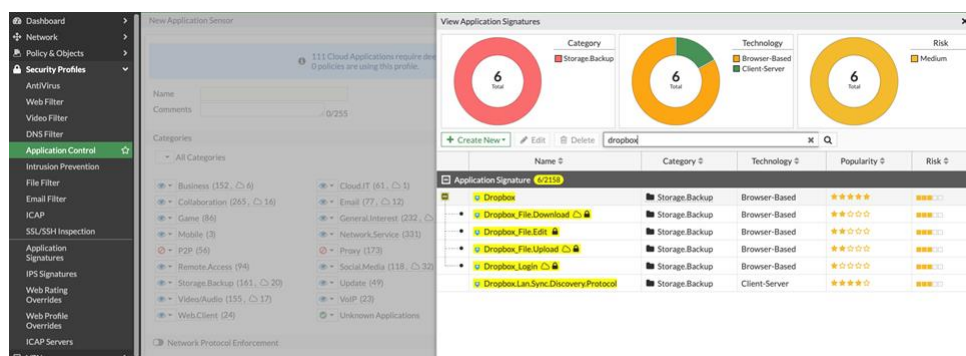 Dashboard
Network
Policy & Objects
Security Profiles
AntiVirus
Web Filter
Video Filter
DNS Filter
Application Control
Intrusion Prevention
File Filter
Email Filter
ICAP
SSL/SSH Inspection
Application
Signatures
IPS Signatures
Web Rating
Overrides
Web Profile
Overrides
ICAP Servers
New Application Sensor
111 Cloud Applications require dee
0 policies are using this profile.
Name
Comments
0/255
Categories
All Categories
Business (152, 6)
Cloud.IT (61, 1)
Collaboration (265, 16)
Email (77, 12)
Game (86)
General.Interest (232,
Mobile (3)
Network.Service (331)
P2P (56)
Proxy (173)
Remote.Access (94)
Social.Media (118, 32)
Storage.Backup (161, 20)
Update (49)
Video/Audio (155, 17)
VoIP (23)
Web.Client (24)
Unknown Applications
Network Protocol Enforcement
View Application Signatures
6
Total
Category
Storage.Backup
6
Total
Technology
Browser-Based
Client-Server
6
Total
Risk
Medium
+ Create New
Edit
Delete
dropbox
Name Category Technology Popularity Risk
Application Signature 6/2158
Dropbox Storage.Backup Browser-Based
Dropbox_File.Download Storage.Backup Browser-Based
Dropbox_File.Edit Storage.Backup Browser-Based
Dropbox_File.Upload Storage.Backup Browser-Based
Dropbox_Login Storage.Backup Browser-Based
Dropbox.Lan.Sync.Discovery.Protocol Storage.Backup Client-Server